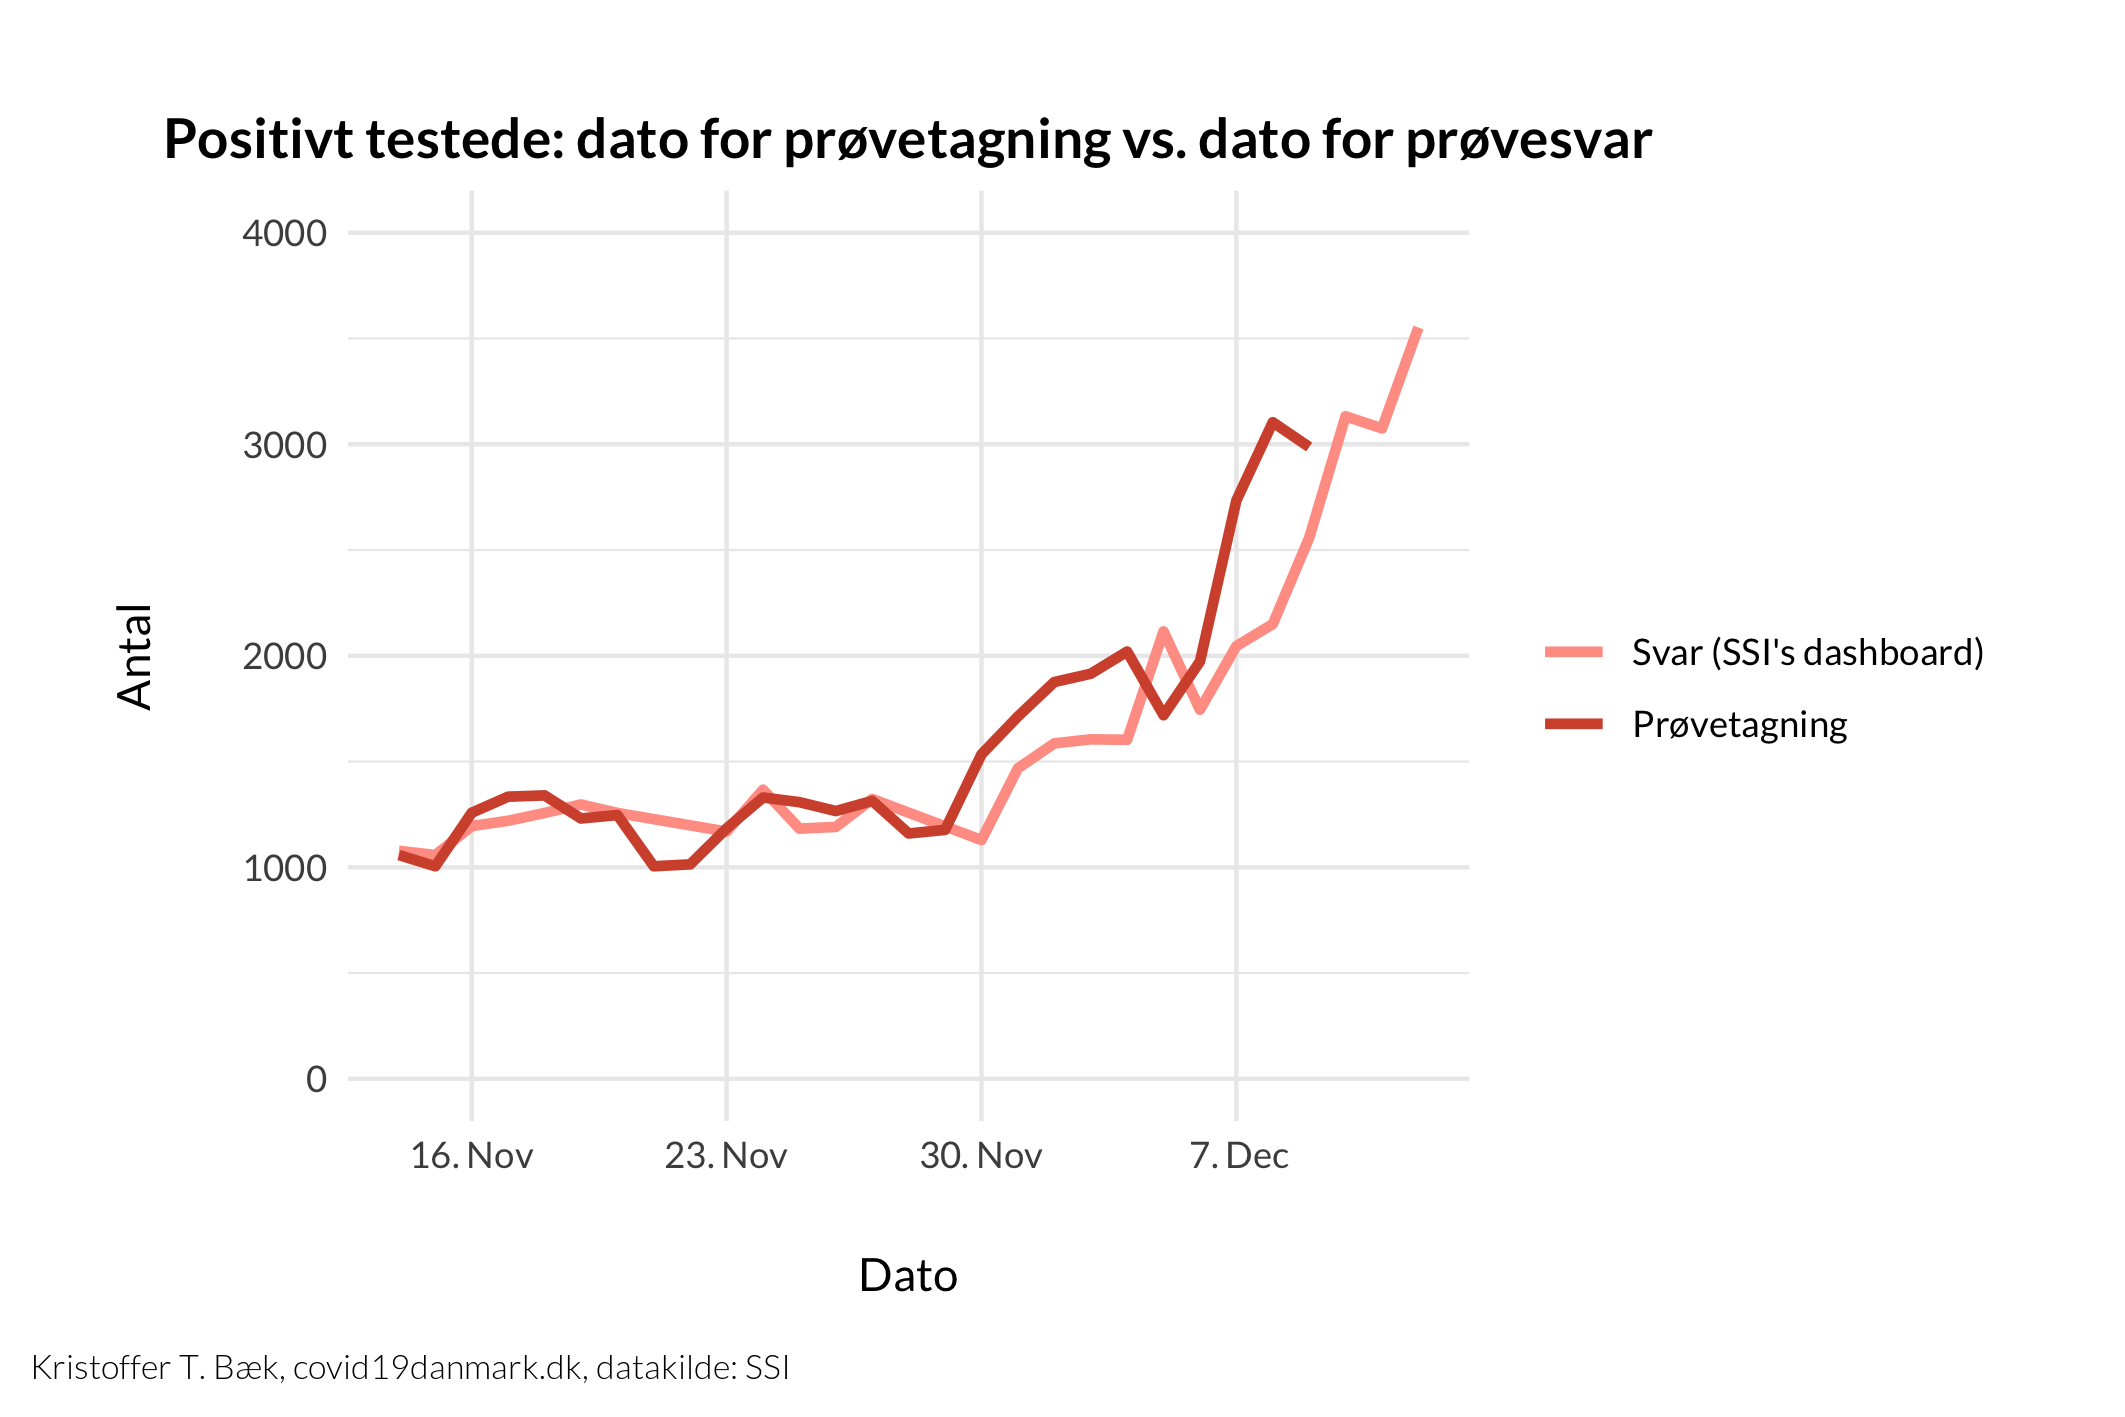 Positivt testede: dato for prøvetagning vs. dato for prøvesvar
4000
3000
2000
1000
0
Antal
16. Nov
23. Nov
30. Nov
7. Dec
Dato
Svar (SSI's dashboard)
Prøvetagning
Kristoffer T. Bæk, covid19danmark.dk, datakilde: SSI